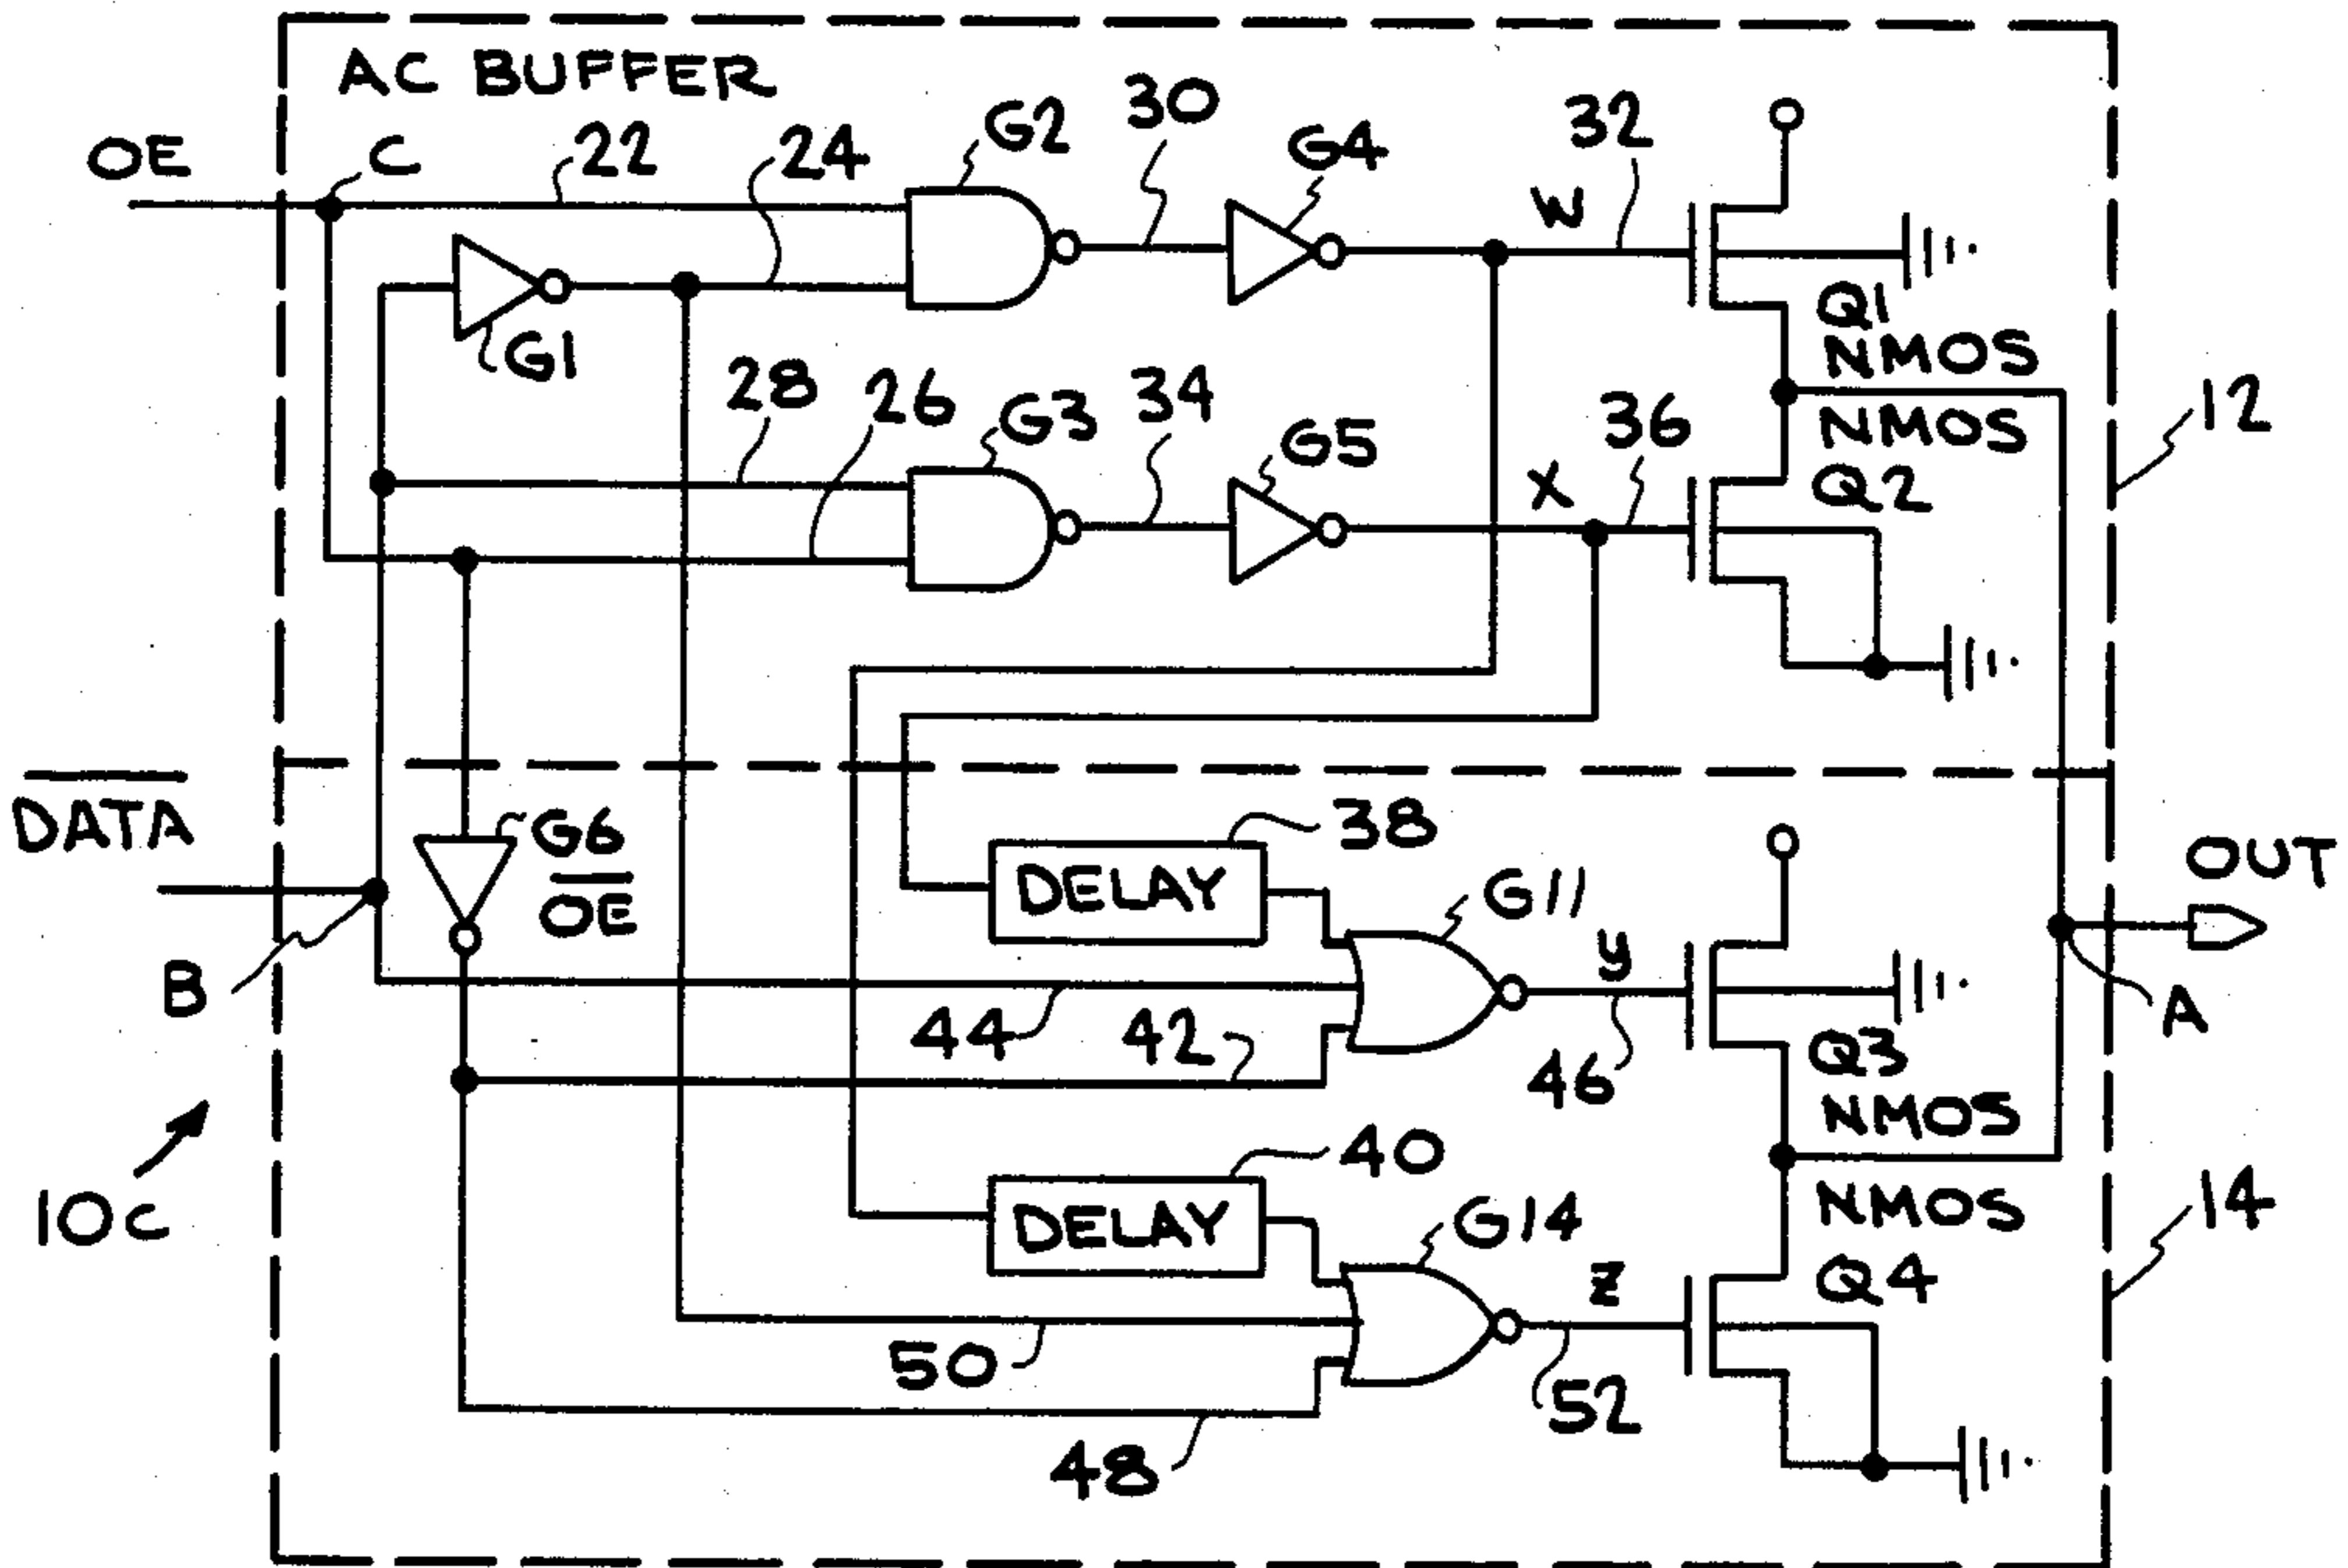 AC BUFFER
OE
C
22
24
G2
30
G4
W
32
G1
Q1
NMOS
28
26
G3
34
G5
X
36
NMOS
Q2
12
DATA
G6
OE
B
38
DELAY
G11
y
46
44
42
Q3
NMOS
OUT
A
10c
40
DELAY
G14
z
NMOS
Q4
14
50
52
48